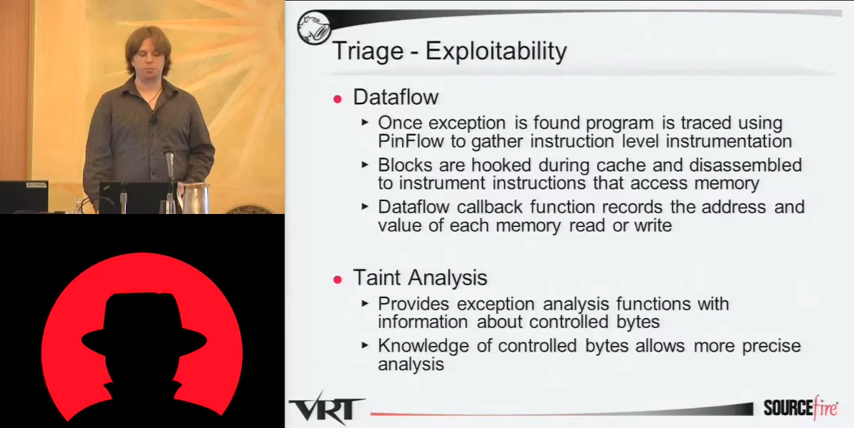 Triage - Exploitability
Dataflow
Once exception is found program is traced using
PinFlow to gather instruction level instrumentation
Blocks are hooked during cache and disassembled
to instrument instructions that access memory
Dataflow callback function records the address and
value of each memory read or write
Taint Analysis
Provides exception analysis functions with
information about controlled bytes
Knowledge of controlled bytes allows more precise
analysis
VRT
SOURCEfire